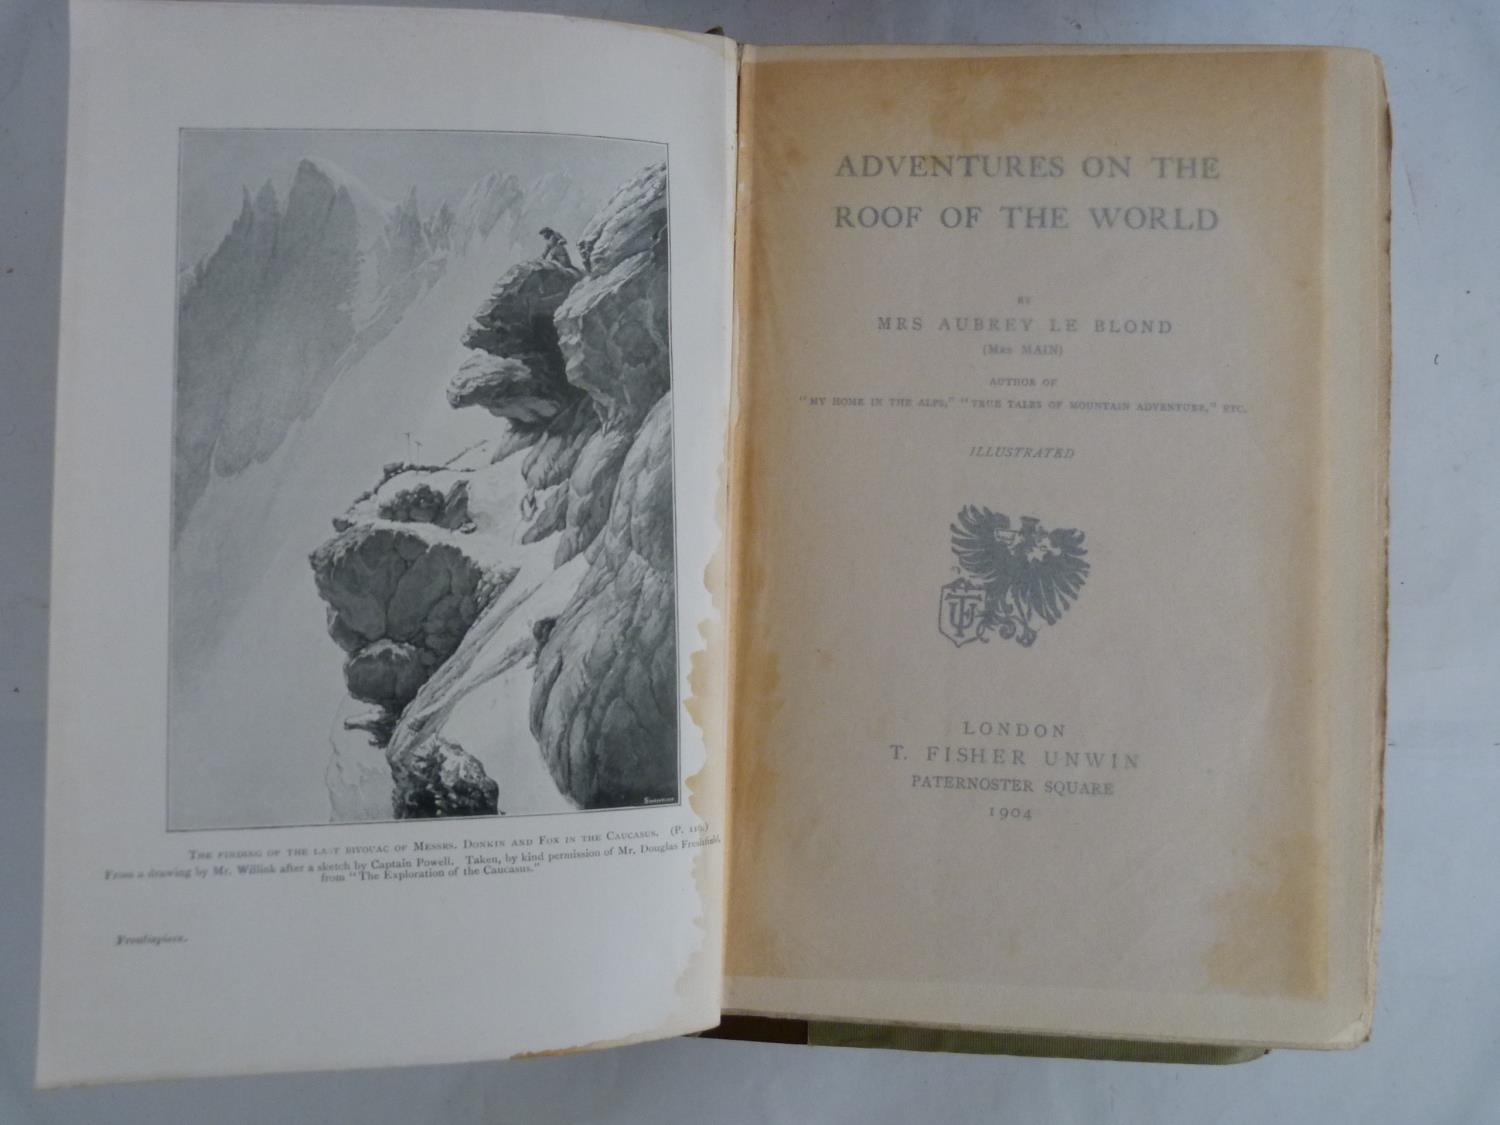 THE FINDING OF THE LAST BIVOUAC OF MESSRS. DONKIN AND FOX IN THE CAUCASUS. (P. 110.)
From a drawing by Mr. Willink after a sketch by Captain Powell. Taken, by kind permission of Mr. Douglas Freshfield,
from "The Exploration of the Caucasus."
Frontispiece.
ADVENTURES ON THE
ROOF OF THE WORLD
BY
MRS AUBREY LE BLOND
(MRS MAIN)
AUTHOR OF
"MY HOME IN THE ALPS," "TRUE TALES OF MOUNTAIN ADVENTURE," ETC.
ILLUSTRATED
TFU
LONDON
T. FISHER UNWIN
PATERNOSTER SQUARE
1904